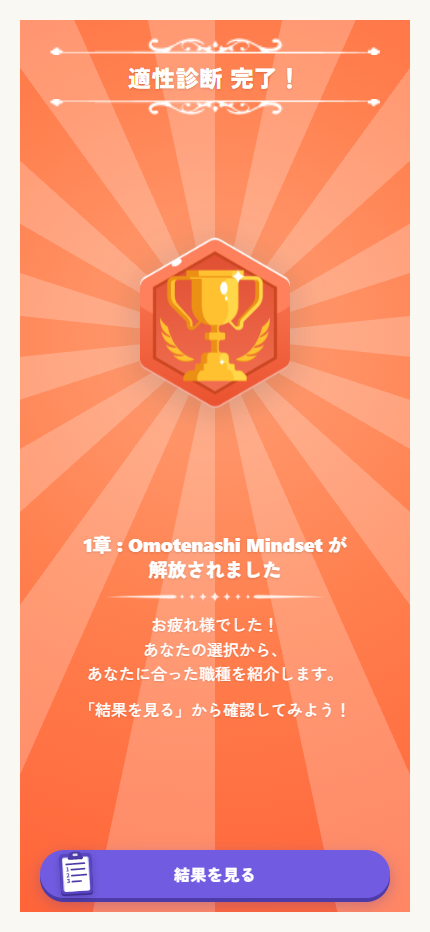 適性診断 完了！
1章 : Omotenashi Mindset が
解放されました
お疲れ様でした！
あなたの選択から、
あなたに合った職種を紹介します。
「結果を見る」から確認してみよう！
1
2
3
結果を見る